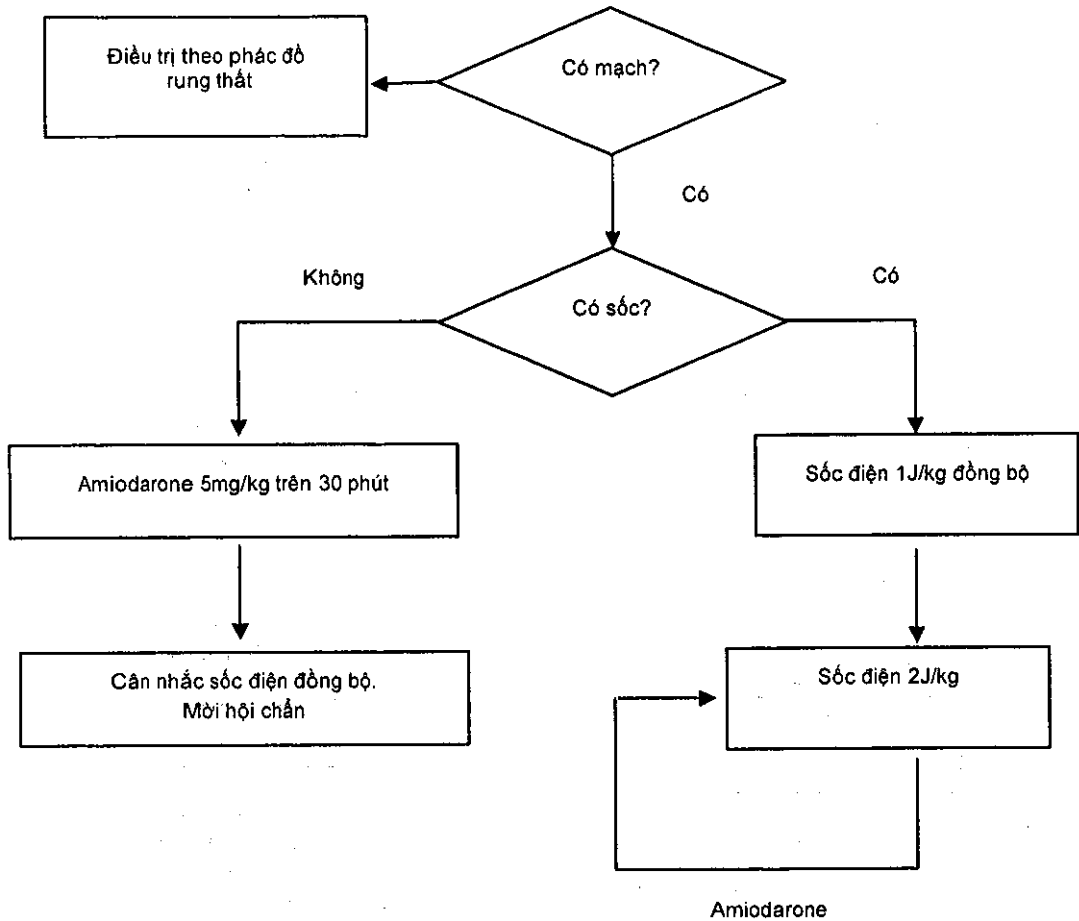 Điều trị theo phác đồ
rung thất
Có mạch?
Có
Không
Có
Có sốc?
Amiodarone 5mg/kg trên 30 phút
Sốc điện 1J/kg đồng bộ
Cân nhắc sốc điện đồng bộ.
Mời hội chẩn
Sốc điện 2J/kg
Amiodarone